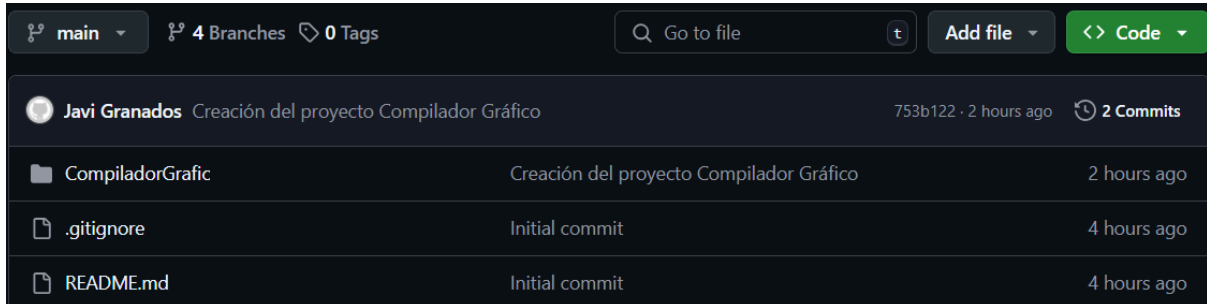 main 4 Branches 0 Tags Go to file t Add file <> Code
Javi Granados Creación del proyecto Compilador Gráfico 753b122 · 2 hours ago 2 Commits
CompiladorGrafic Creación del proyecto Compilador Gráfico 2 hours ago
.gitignore Initial commit 4 hours ago
README.md Initial commit 4 hours ago